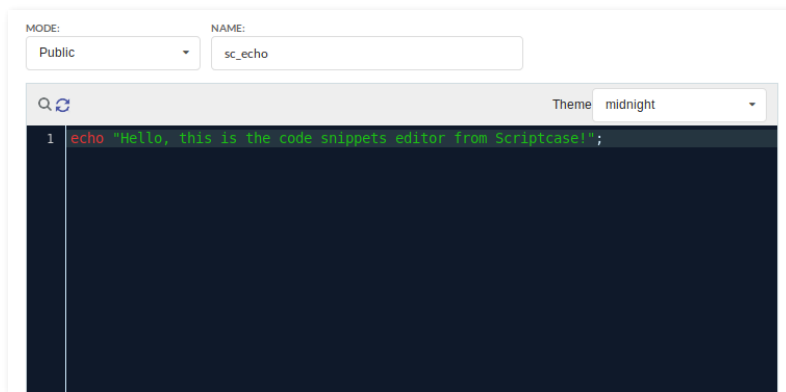 MODE: NAME:
Public sc_echo
Theme midnight
1 echo "Hello, this is the code snippets editor from Scriptcase!";